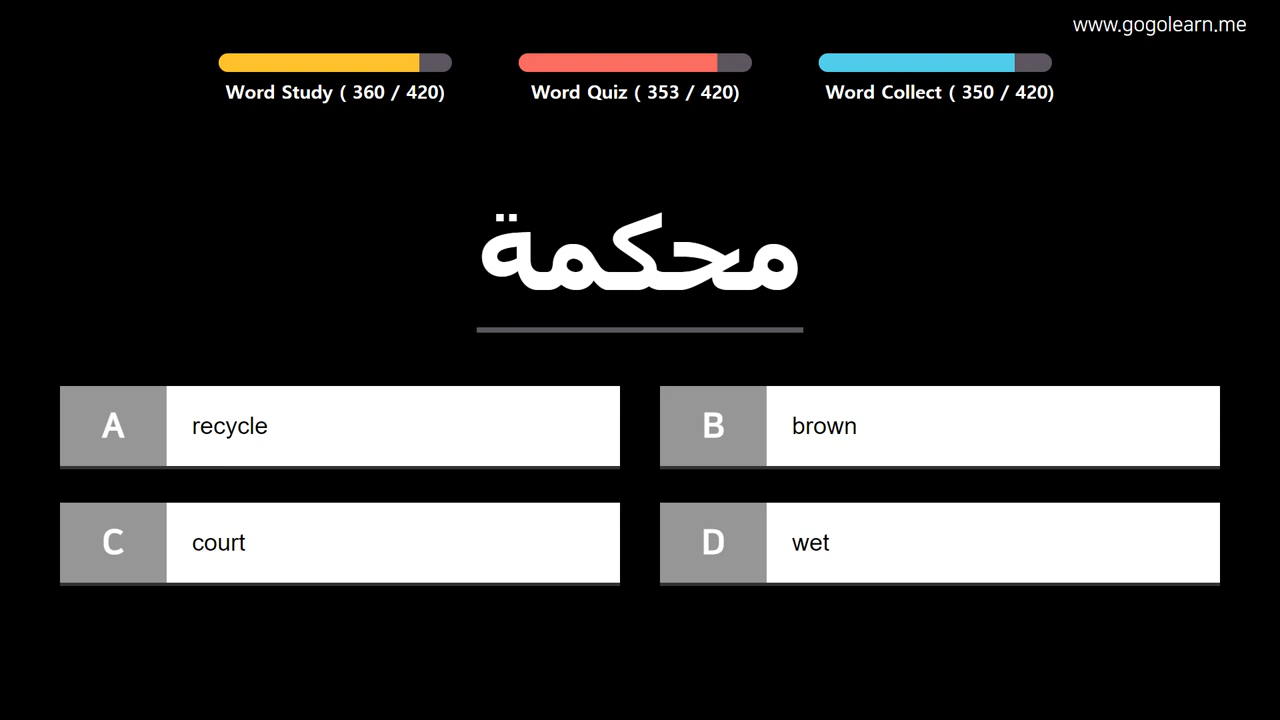 www.gogolearn.me
Word Study ( 360 / 420)
Word Quiz ( 353 / 420)
Word Collect ( 350 / 420)
محكمة
A recycle
B brown
C court
D wet